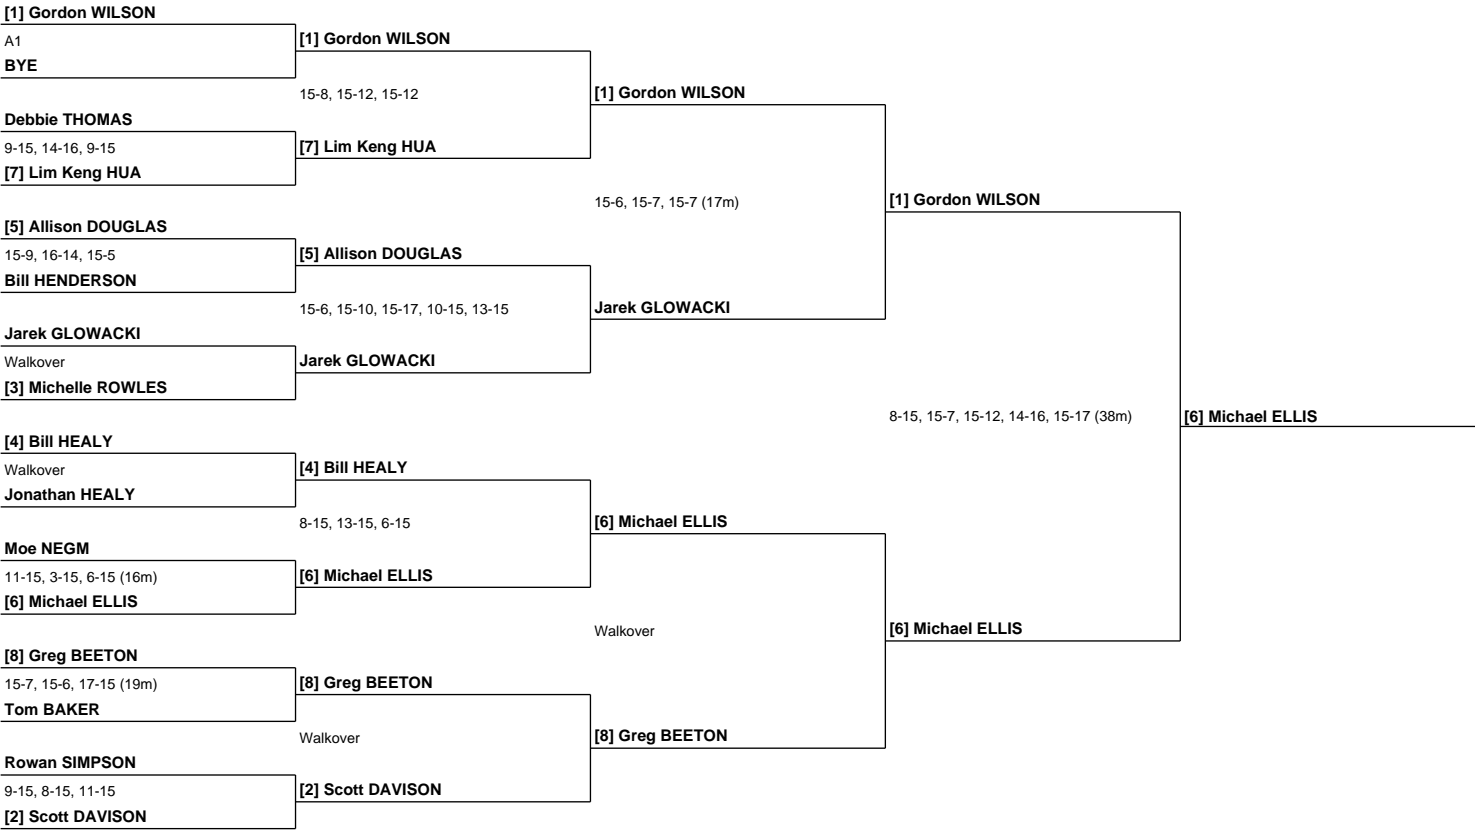 [1] Gordon WILSON
A1
BYE
Debbie THOMAS
9-15, 14-16, 9-15
[7] Lim Keng HUA
[5] Allison DOUGLAS
15-9, 16-14, 15-5
Bill HENDERSON
Jarek GLOWACKI
Walkover
[3] Michelle ROWLES
[4] Bill HEALY
Walkover
Jonathan HEALY
Moe NEGM
11-15, 3-15, 6-15 (16m)
[6] Michael ELLIS
[8] Greg BEETON
15-7, 15-6, 17-15 (19m)
Tom BAKER
Rowan SIMPSON
9-15, 8-15, 11-15
[2] Scott DAVISON
[1] Gordon WILSON
15-8, 15-12, 15-12
[7] Lim Keng HUA
[5] Allison DOUGLAS
15-6, 15-10, 15-17, 10-15, 13-15
Jarek GLOWACKI
[4] Bill HEALY
8-15, 13-15, 6-15
[6] Michael ELLIS
[8] Greg BEETON
Walkover
[2] Scott DAVISON
[1] Gordon WILSON
15-6, 15-7, 15-7 (17m)
Jarek GLOWACKI
[6] Michael ELLIS
Walkover
[8] Greg BEETON
[1] Gordon WILSON
8-15, 15-7, 15-12, 14-16, 15-17 (38m)
[6] Michael ELLIS
[6] Michael ELLIS